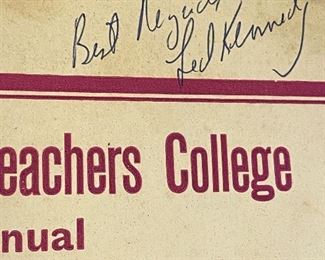 Best Regards
Ted Kennedy
eachers College
nual